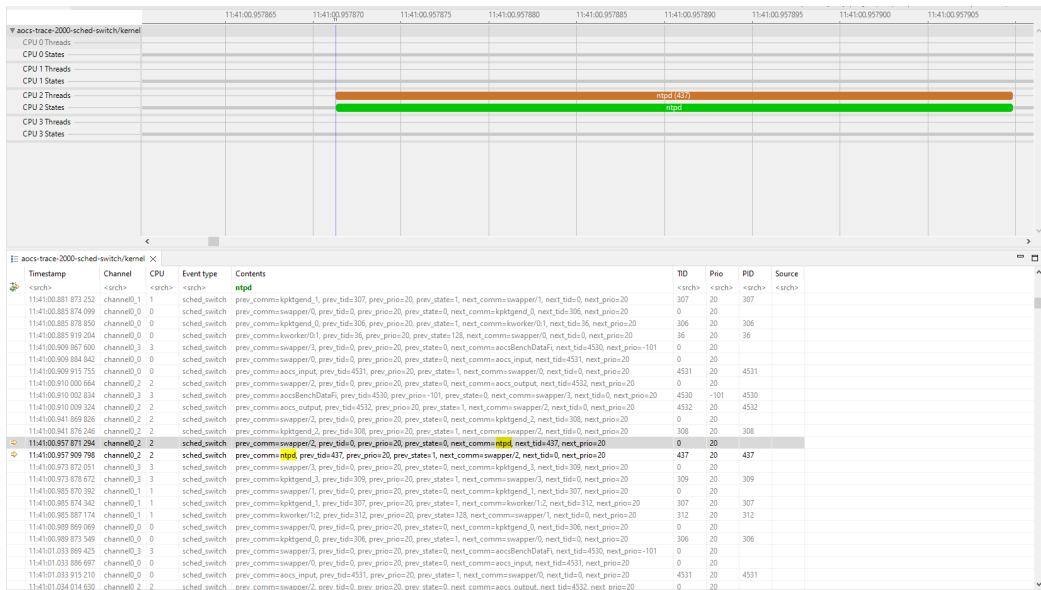 11:41:00.957865 11:41:00.957870 11:41:00.957875 11:41:00.957880 11:41:00.957885 11:41:00.957890 11:41:00.957895 11:41:00.957900 11:41:00.957905
aocs-trace-2000-sched-switch/kernel
CPU 0 Threads
CPU 0 States
CPU 1 Threads
CPU 1 States
CPU 2 Threads ntpd (437)
CPU 2 States ntpd
CPU 3 Threads
CPU 3 States
aocs-trace-2000-sched-switch/kernel
Timestamp Channel CPU Event type Contents TID Prio PID Source
<srch> <srch> <srch> <srch> ntpd <srch> <srch> <srch> <srch>
11:41:00.881 873 252 channel0_1 1 sched_switch prev_comm=kpktgend_1, prev_tid=307, prev_prio=20, prev_state=1, next_comm=swapper/1, next_tid=0, next_prio=20 307 20 307
11:41:00.885 874 099 channel0_0 0 sched_switch prev_comm=swapper/0, prev_tid=0, prev_prio=20, prev_state=0, next_comm=kpktgend_0, next_tid=306, next_prio=20 0 20
11:41:00.885 878 850 channel0_0 0 sched_switch prev_comm=kpktgend_0, prev_tid=306, prev_prio=20, prev_state=1, next_comm=kworker/0:1, next_tid=36, next_prio=20 306 20 306
11:41:00.885 919 204 channel0_0 0 sched_switch prev_comm=kworker/0:1, prev_tid=36, prev_prio=20, prev_state=128, next_comm=swapper/0, next_tid=0, next_prio=20 36 20 36
11:41:00.909 867 600 channel0_3 3 sched_switch prev_comm=swapper/3, prev_tid=0, prev_prio=20, prev_state=0, next_comm=aocsBenchDataFi, next_tid=4530, next_prio=-101 0 20
11:41:00.909 884 842 channel0_0 0 sched_switch prev_comm=swapper/0, prev_tid=0, prev_prio=20, prev_state=0, next_comm=aocs_input, next_tid=4531, next_prio=20 0 20
11:41:00.909 915 755 channel0_0 0 sched_switch prev_comm=aocs_input, prev_tid=4531, prev_prio=20, prev_state=1, next_comm=swapper/0, next_tid=0, next_prio=20 4531 20 4531
11:41:00.910 000 664 channel0_2 2 sched_switch prev_comm=swapper/2, prev_tid=0, prev_prio=20, prev_state=0, next_comm=aocs_output, next_tid=4532, next_prio=20 0 20
11:41:00.910 002 834 channel0_3 3 sched_switch prev_comm=aocsBenchDataFi, prev_tid=4530, prev_prio=-101, prev_state=0, next_comm=swapper/3, next_tid=0, next_prio=20 4530 -101 4530
11:41:00.910 009 324 channel0_2 2 sched_switch prev_comm=aocs_output, prev_tid=4532, prev_prio=20, prev_state=1, next_comm=swapper/2, next_tid=0, next_prio=20 4532 20 4532
11:41:00.941 869 826 channel0_2 2 sched_switch prev_comm=swapper/2, prev_tid=0, prev_prio=20, prev_state=0, next_comm=kpktgend_2, next_tid=308, next_prio=20 0 20
11:41:00.941 876 246 channel0_2 2 sched_switch prev_comm=kpktgend_2, prev_tid=308, prev_prio=20, prev_state=1, next_comm=swapper/2, next_tid=0, next_prio=20 308 20 308
11:41:00.957 871 294 channel0_2 2 sched_switch prev_comm=swapper/2, prev_tid=0, prev_prio=20, prev_state=0, next_comm=ntpd, next_tid=437, next_prio=20 0 20
11:41:00.957 909 798 channel0_2 2 sched_switch prev_comm=ntpd, prev_tid=437, prev_prio=20, prev_state=1, next_comm=swapper/2, next_tid=0, next_prio=20 437 20 437
11:41:00.973 872 051 channel0_3 3 sched_switch prev_comm=swapper/3, prev_tid=0, prev_prio=20, prev_state=0, next_comm=kpktgend_3, next_tid=309, next_prio=20 0 20
11:41:00.973 878 672 channel0_3 3 sched_switch prev_comm=kpktgend_3, prev_tid=309, prev_prio=20, prev_state=1, next_comm=swapper/3, next_tid=0, next_prio=20 309 20 309
11:41:00.985 870 392 channel0_1 1 sched_switch prev_comm=swapper/1, prev_tid=0, prev_prio=20, prev_state=0, next_comm=kpktgend_1, next_tid=307, next_prio=20 0 20
11:41:00.985 874 342 channel0_1 1 sched_switch prev_comm=kpktgend_1, prev_tid=307, prev_prio=20, prev_state=1, next_comm=kworker/1:2, next_tid=312, next_prio=20 307 20 307
11:41:00.985 887 174 channel0_1 1 sched_switch prev_comm=kworker/1:2, prev_tid=312, prev_prio=20, prev_state=128, next_comm=swapper/1, next_tid=0, next_prio=20 312 20 312
11:41:00.989 869 069 channel0_0 0 sched_switch prev_comm=swapper/0, prev_tid=0, prev_prio=20, prev_state=0, next_comm=kpktgend_0, next_tid=306, next_prio=20 0 20
11:41:00.989 873 549 channel0_0 0 sched_switch prev_comm=kpktgend_0, prev_tid=306, prev_prio=20, prev_state=1, next_comm=swapper/0, next_tid=0, next_prio=20 306 20 306
11:41:01.033 869 425 channel0_3 3 sched_switch prev_comm=swapper/3, prev_tid=0, prev_prio=20, prev_state=0, next_comm=aocsBenchDataFi, next_tid=4530, next_prio=-101 0 20
11:41:01.033 886 697 channel0_0 0 sched_switch prev_comm=swapper/0, prev_tid=0, prev_prio=20, prev_state=0, next_comm=aocs_input, next_tid=4531, next_prio=20 0 20
11:41:01.033 915 210 channel0_0 0 sched_switch prev_comm=aocs_input, prev_tid=4531, prev_prio=20, prev_state=1, next_comm=swapper/0, next_tid=0, next_prio=20 4531 20 4531
11:41:01.034 014 630 channel0_2 2 sched_switch prev_comm=swapper/2, prev_tid=0, prev_prio=20, prev_state=0, next_comm=aocs_output, next_tid=4532, next_prio=20 0 20